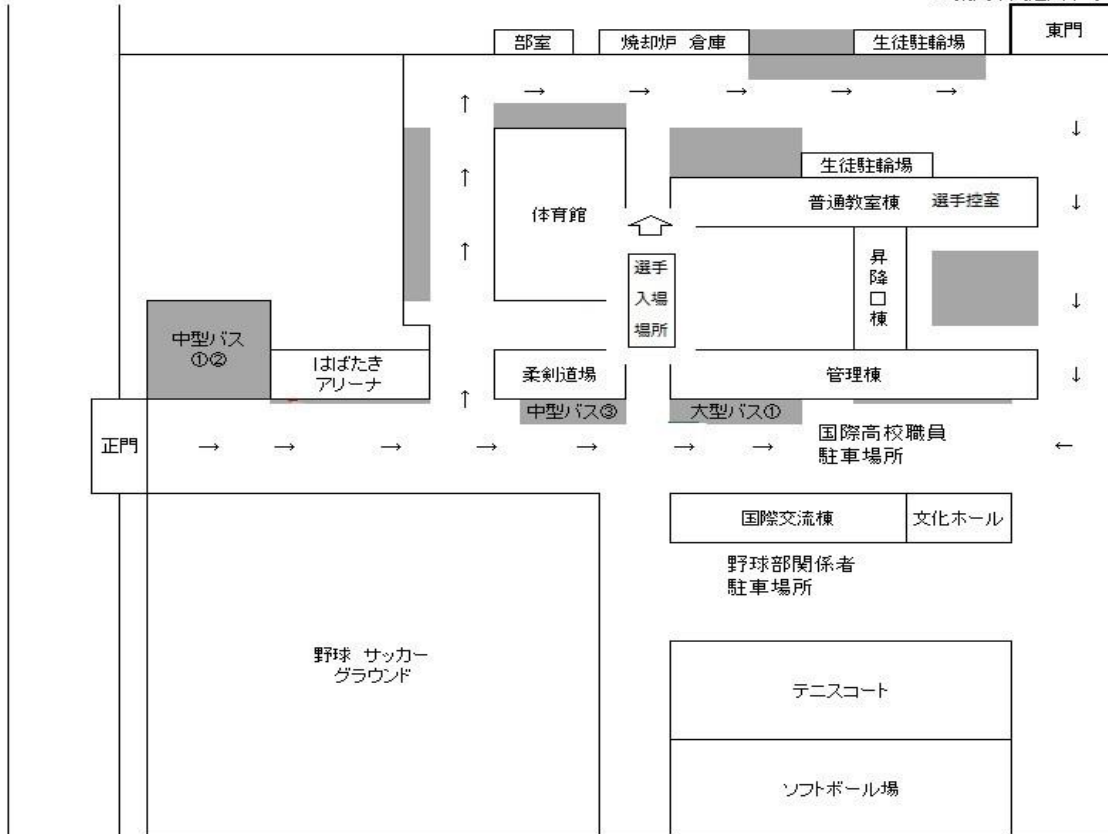 東門
部室
焼却炉 倉庫
生徒駐輪場
→ → → → →
↑
↓
生徒駐輪場
体育館
↑
普通教室棟 選手控室
↓
↑
選手
入場
場所
昇
降
口
棟
↓
中型バス
①②
はばたき
アリーナ
柔剣道場
管理棟
↑
↓
中型バス③
大型バス①
国際高校職員
駐車場所
正門
→ → → → → → →
←
国際交流棟
文化ホール
野球部関係者
駐車場所
野球 サッカー
グラウンド
テニスコート
ソフトボール場